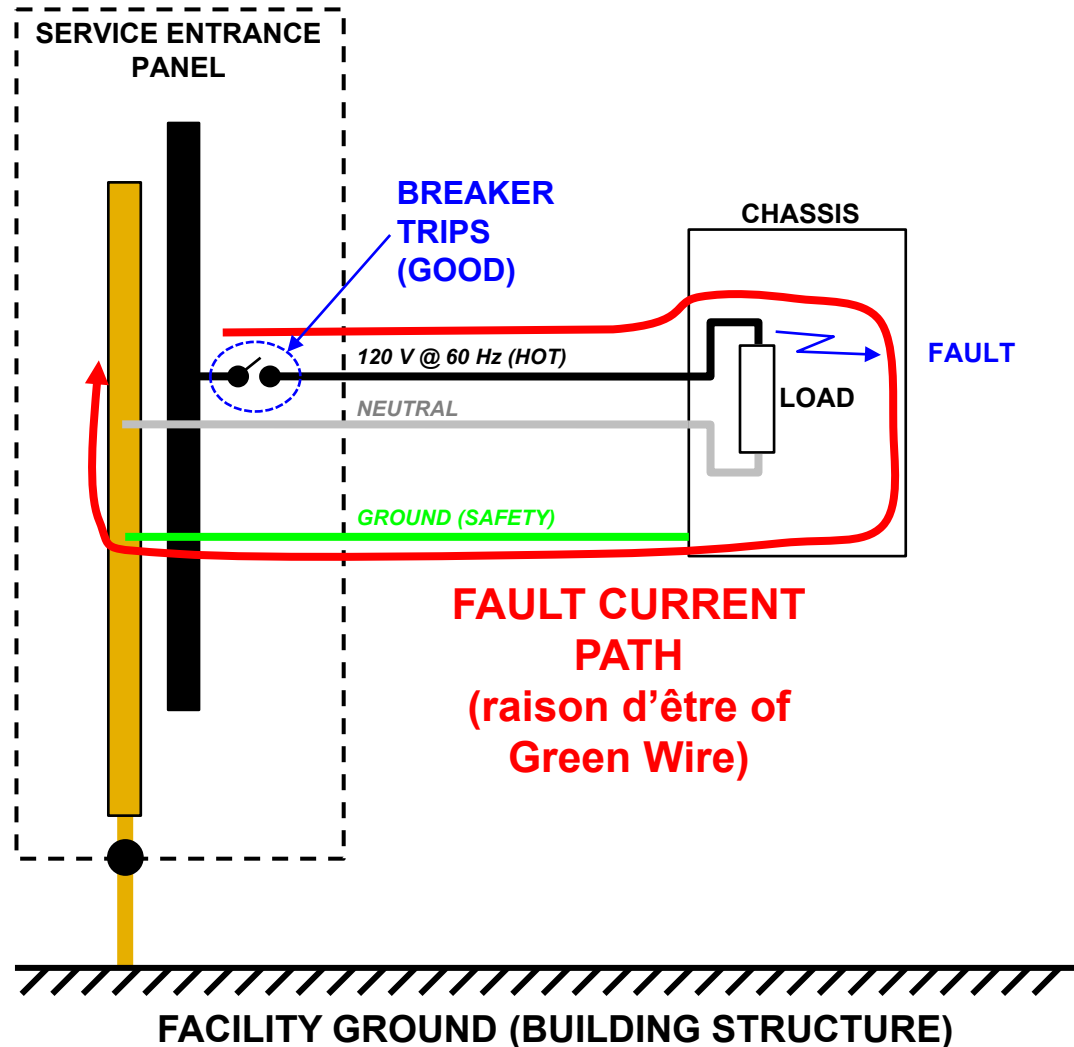 SERVICE ENTRANCE
PANEL
BREAKER
TRIPS
(GOOD)
CHASSIS
120 V @ 60 Hz (HOT)
FAULT
LOAD
NEUTRAL
GROUND (SAFETY)
FAULT CURRENT
PATH
(raison d’être of
Green Wire)
FACILITY GROUND (BUILDING STRUCTURE)